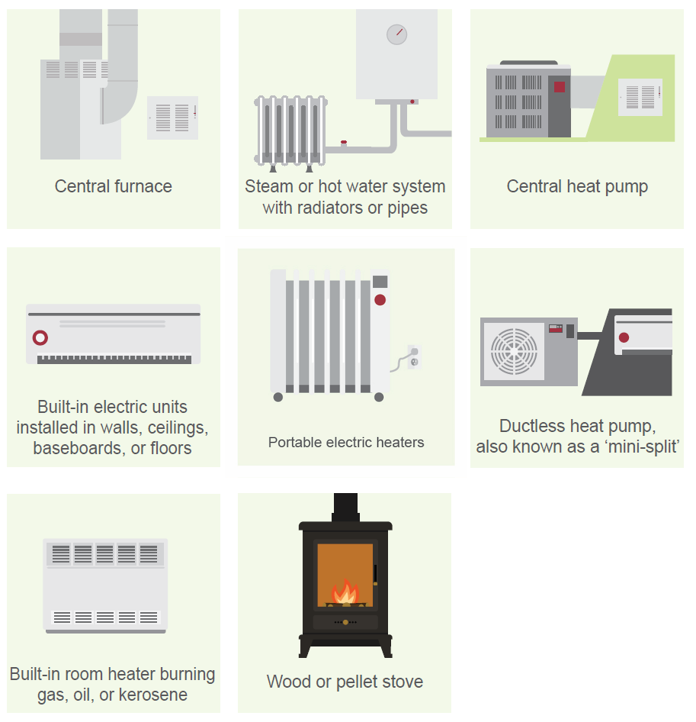 Central furnace
Steam or hot water system
with radiators or pipes
Central heat pump
Built-in electric units
installed in walls, ceilings,
baseboards, or floors
Portable electric heaters
Ductless heat pump,
also known as a ‘mini-split’
Built-in room heater burning
gas, oil, or kerosene
Wood or pellet stove